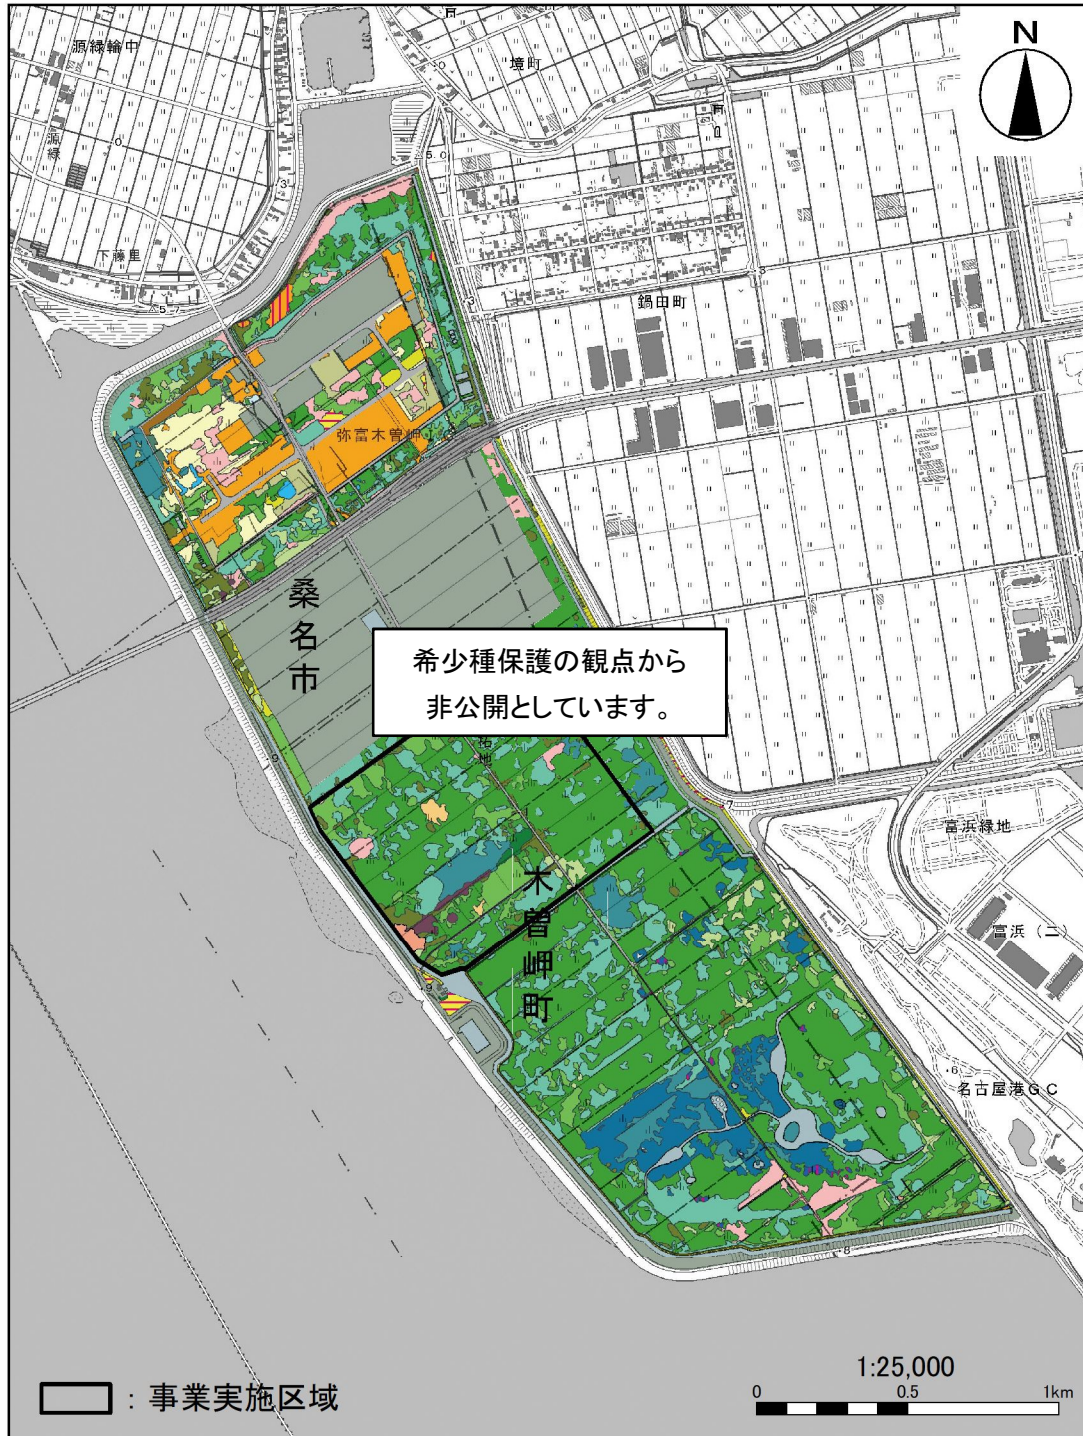 N
源緑輪中
境町
源緑
下藤里
鍋田町
弥富木曽岬
桑名市
希少種保護の観点から
非公開としています。
木曽岬町
富浜緑地
富浜（二）
名古屋港GC
1:25,000
0 0.5 1km
：事業実施区域